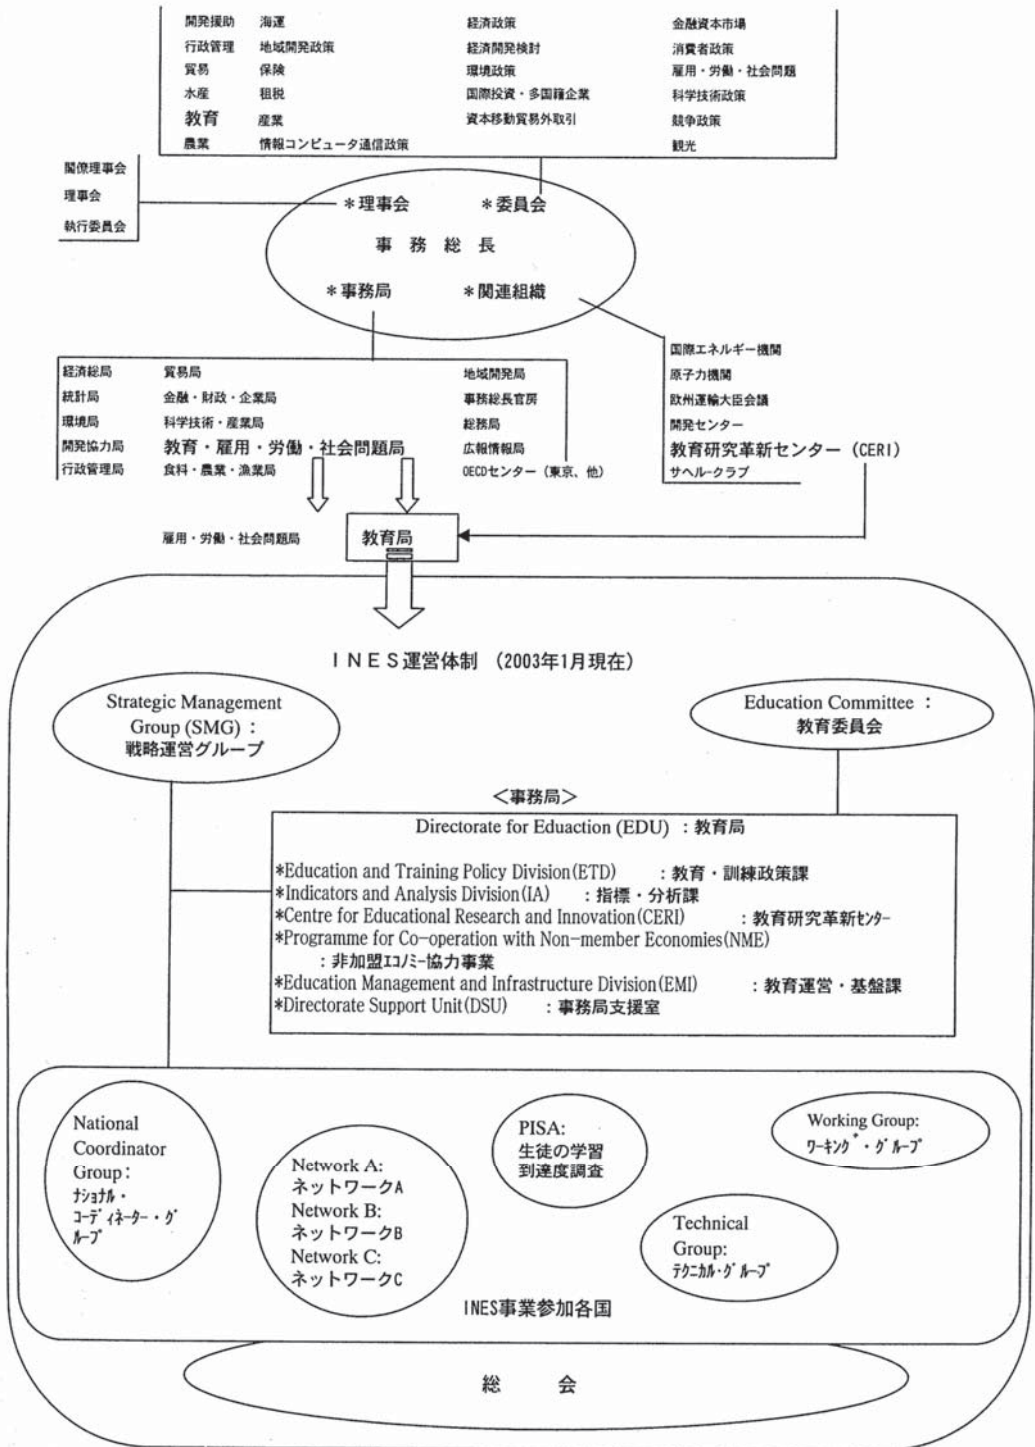 開発援助 海運 経済政策 金融資本市場
行政管理 地域開発政策 経済開発検討 消費者政策
貿易 保険 環境政策 雇用・労働・社会問題
水産 租税 国際投資・多国籍企業 科学技術政策
教育 産業 資本移動貿易外取引 競争政策
農業 情報コンピュータ通信政策 観光
閣僚理事会
理事会
執行委員会
＊理事会 ＊委員会
事務総長
＊事務局 ＊関連組織
経済総局 貿易局 地域開発局
統計局 金融・財政・企業局 事務総長官房
環境局 科学技術・産業局 総務局
開発協力局 教育・雇用・労働・社会問題局 広報情報局
行政管理局 食料・農業・漁業局 OECDセンター（東京、他）
国際エネルギー機関
原子力機関
欧州運輸大臣会議
開発センター
教育研究革新センター（CERI）
サヘル-クラブ
雇用・労働・社会問題局 教育局
ＩＮＥＳ運営体制 （2003年1月現在）
Strategic Management
Group (SMG) ：
戦略運営グループ
Education Committee ：
教育委員会
＜事務局＞
Directorate for Eduaction (EDU) ：教育局
*Education and Training Policy Division(ETD) ：教育・訓練政策課
*Indicators and Analysis Division(IA) ：指標・分析課
*Centre for Educational Research and Innovation(CERI) ：教育研究革新ｾﾝﾀｰ
*Programme for Co-operation with Non-member Economies(NME)
：非加盟ｴｺﾉﾐｰ協力事業
*Education Management and Infrastructure Division(EMI) ：教育運営・基盤課
*Directorate Support Unit(DSU) ：事務局支援室
National
Coordinator
Group：
ﾅｼｮﾅﾙ・
ｺｰﾃﾞｨﾈｰﾀｰ・ｸﾞ
ﾙｰﾌﾟ
Network A:
ネットワークA
Network B:
ネットワークB
Network C:
ネットワークC
PISA:
生徒の学習
到達度調査
Working Group:
ﾜｰｷﾝｸﾞ・ｸﾞﾙｰﾌﾟ
Technical
Group:
ﾃｸﾆｶﾙ・ｸﾞﾙｰﾌﾟ
INES事業参加各国
総会